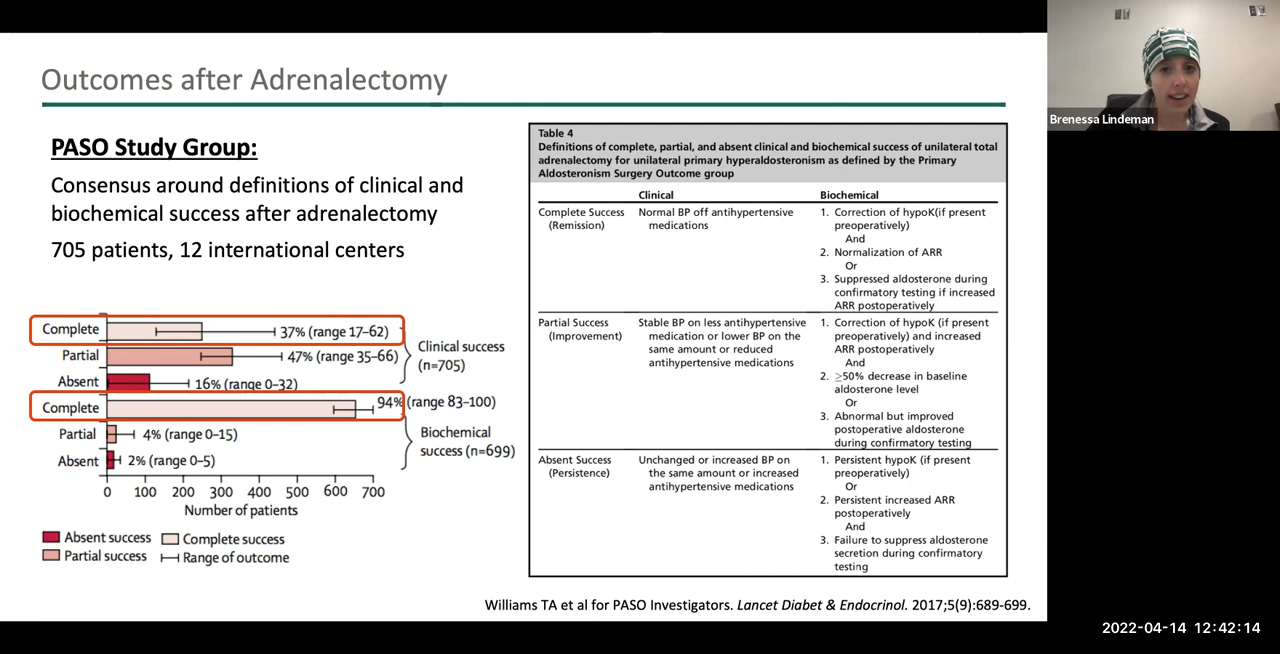 Outcomes after Adrenalectomy
PASO Study Group:
Consensus around definitions of clinical and
biochemical success after adrenalectomy
705 patients, 12 international centers
Complete
37% (range 17–62)
Partial
47% (range 35–66)
Absent
16% (range 0–32)
Clinical success
(n=705)
Complete
94% (range 83–100)
Partial
4% (range 0–15)
Absent
2% (range 0–5)
Biochemical
success (n=699)
0 100 200 300 400 500 600 700
Number of patients
Absent success
Complete success
Partial success
Range of outcome
Table 4
Definitions of complete, partial, and absent clinical and biochemical success of unilateral total
adrenalectomy for unilateral primary hyperaldosteronism as defined by the Primary
Aldosteronism Surgery Outcome group
Clinical
Biochemical
Complete Success
(Remission)
Normal BP off antihypertensive
medications
1. Correction of hypoK(if present
preoperatively)
And
2. Normalization of ARR
Or
3. Suppressed aldosterone during
confirmatory testing if increased
ARR postoperatively
Partial Success
(Improvement)
Stable BP on less antihypertensive
medication or lower BP on the
same amount or reduced
antihypertensive medications
1. Correction of hypoK (if present
preoperatively) and increased
ARR postoperatively
And
2. ≥50% decrease in baseline
aldosterone level
Or
3. Abnormal but improved
postoperative aldosterone
during confirmatory testing
Absent Success
(Persistence)
Unchanged or increased BP on
the same amount or increased
antihypertensive medications
1. Persistent hypoK (if present
preoperatively)
Or
2. Persistent increased ARR
postoperatively
And
3. Failure to suppress aldosterone
secretion during confirmatory
testing
Williams TA et al for PASO Investigators. Lancet Diabet & Endocrinol. 2017;5(9):689-699.
Brenessa Lindeman
2022-04-14 12:42:14